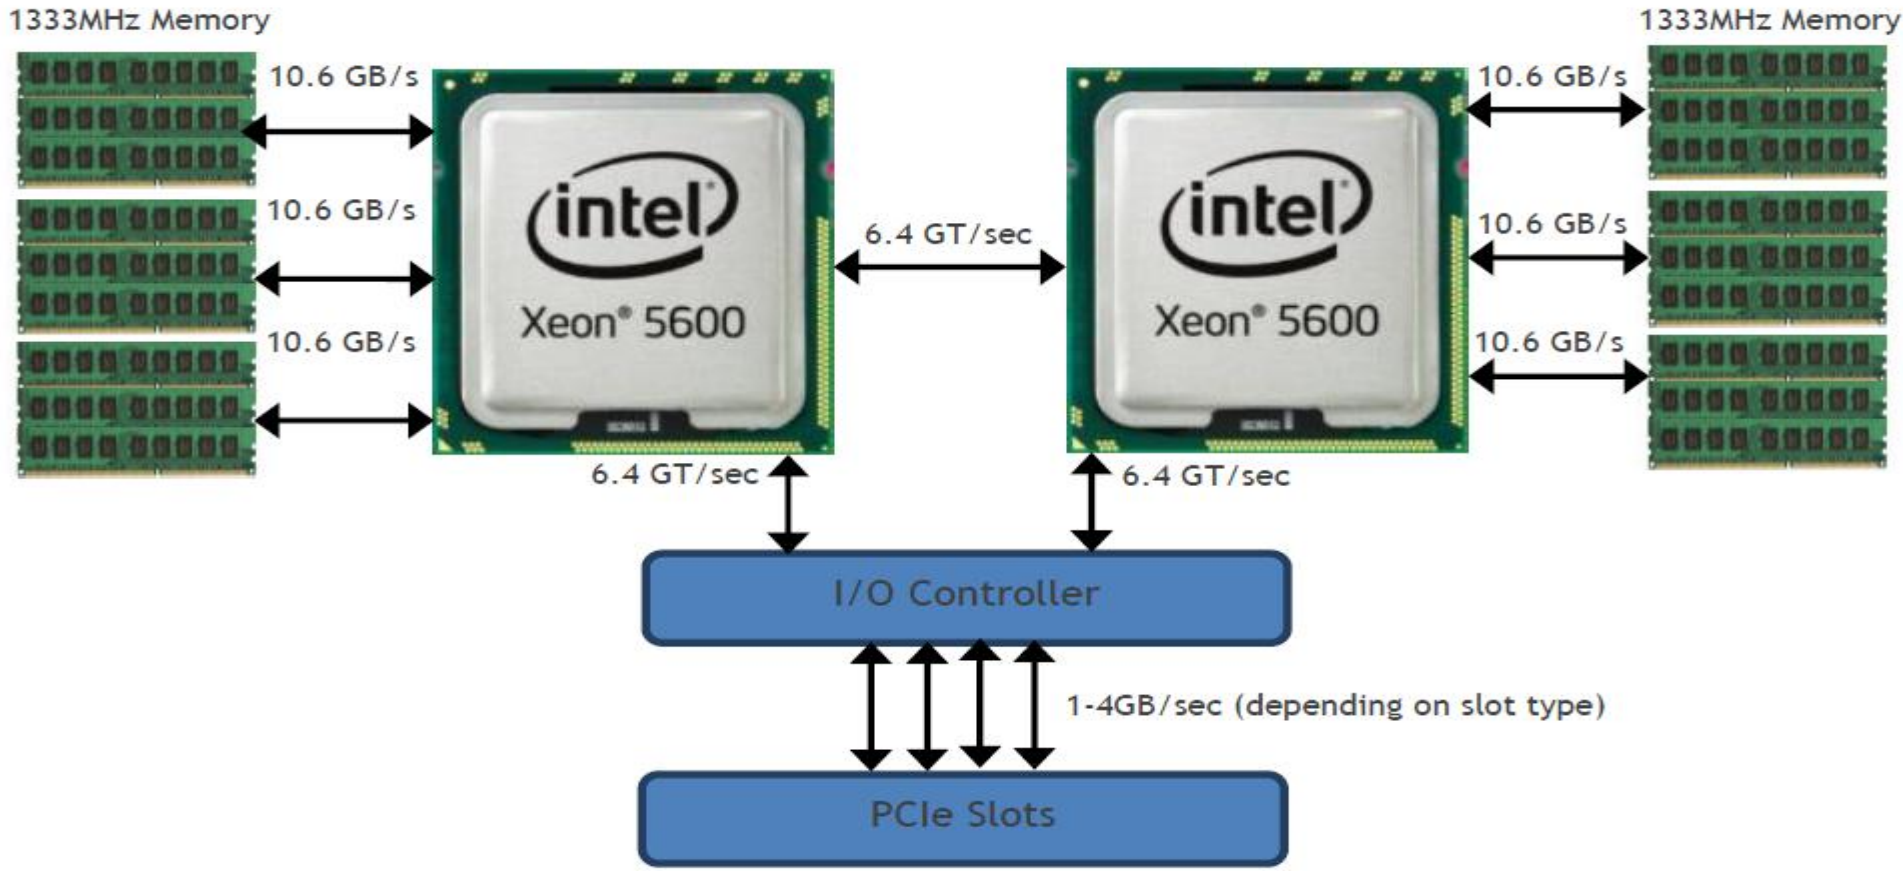 1333MHz Memory
1333MHz Memory
10.6 GB/s
10.6 GB/s
intel
intel
10.6 GB/s
10.6 GB/s
6.4 GT/sec
Xeon® 5600
Xeon® 5600
10.6 GB/s
10.6 GB/s
6.4 GT/sec
6.4 GT/sec
I/O Controller
1-4GB/sec (depending on slot type)
PCIe Slots